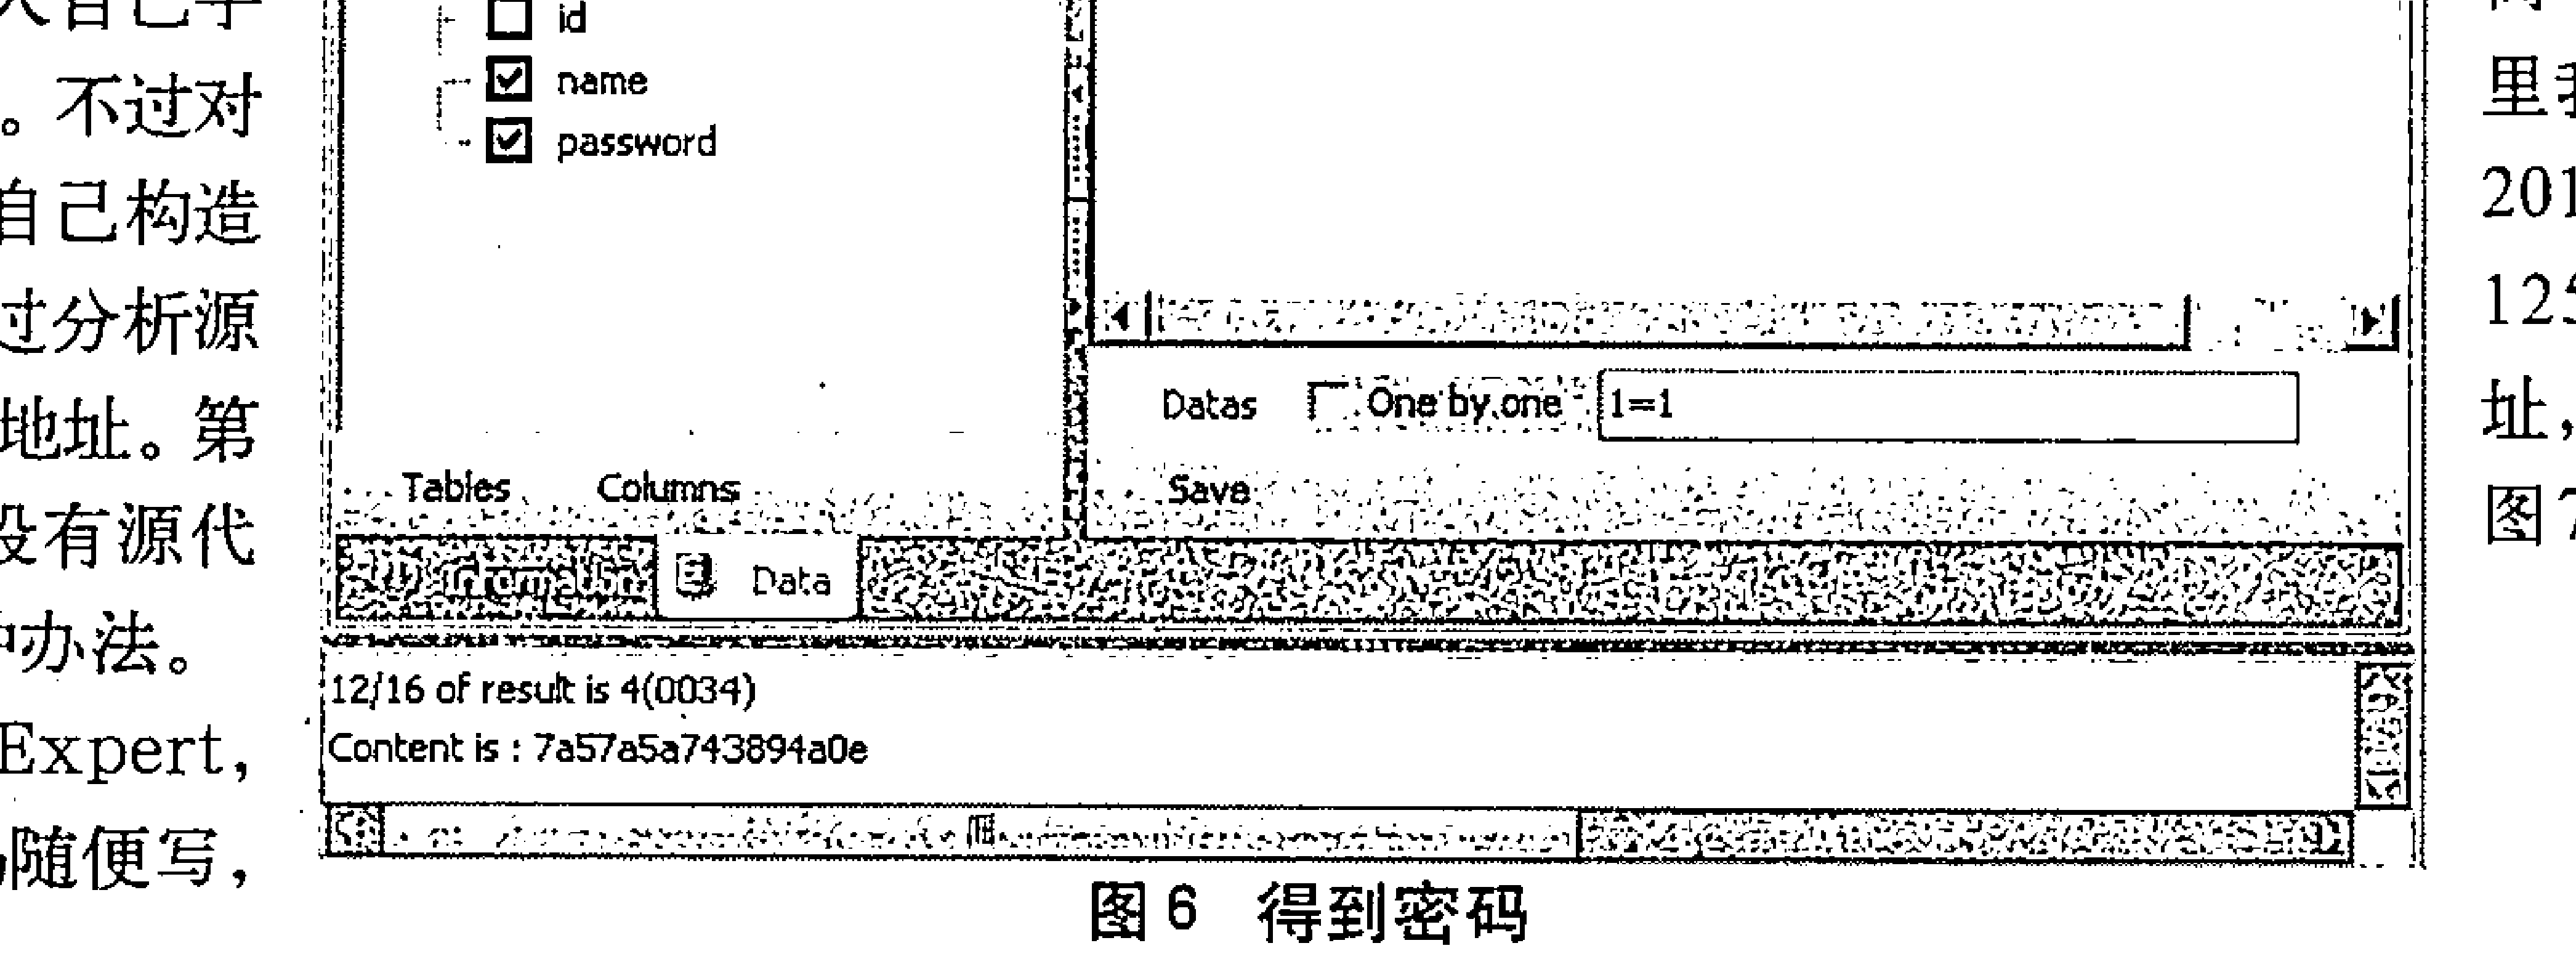 自己学
。不过对
自己构造
过分析源
地址。第
没有源代
办法。
Expert,
随便写，
id
name
password
Datas One by one 1=1
Tables Columns Save
Information Data
12/16 of result is 4(0034)
Content is : 7a57a5a743894a0e
图 6 得到密码
里我
201
125
址，
图 7